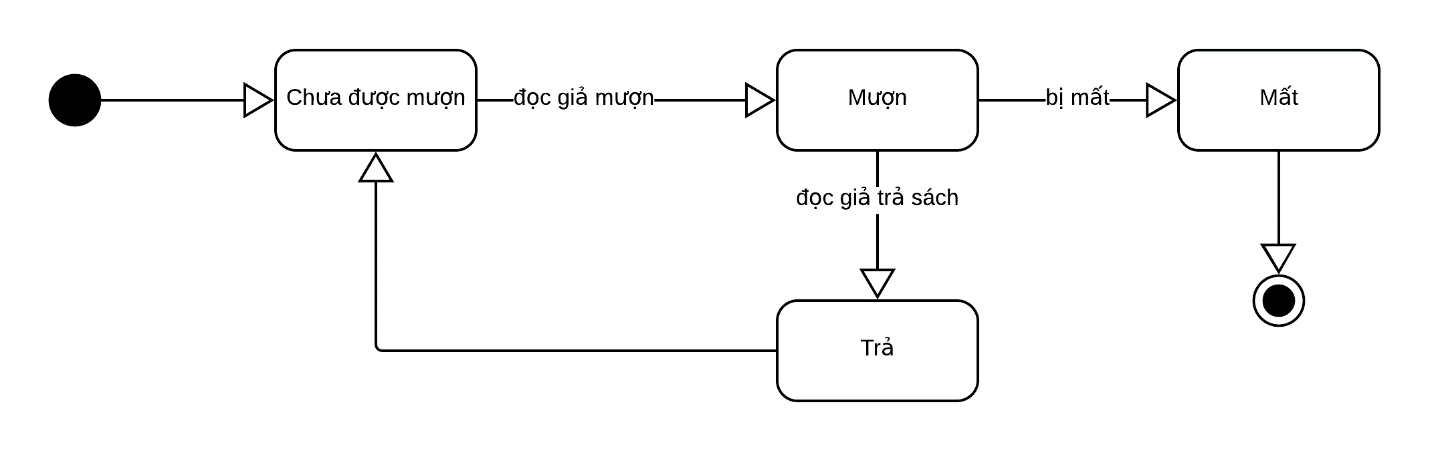 Chưa được mượn
đọc giả mượn
Mượn
bị mất
Mất
đọc giả trả sách
Trả